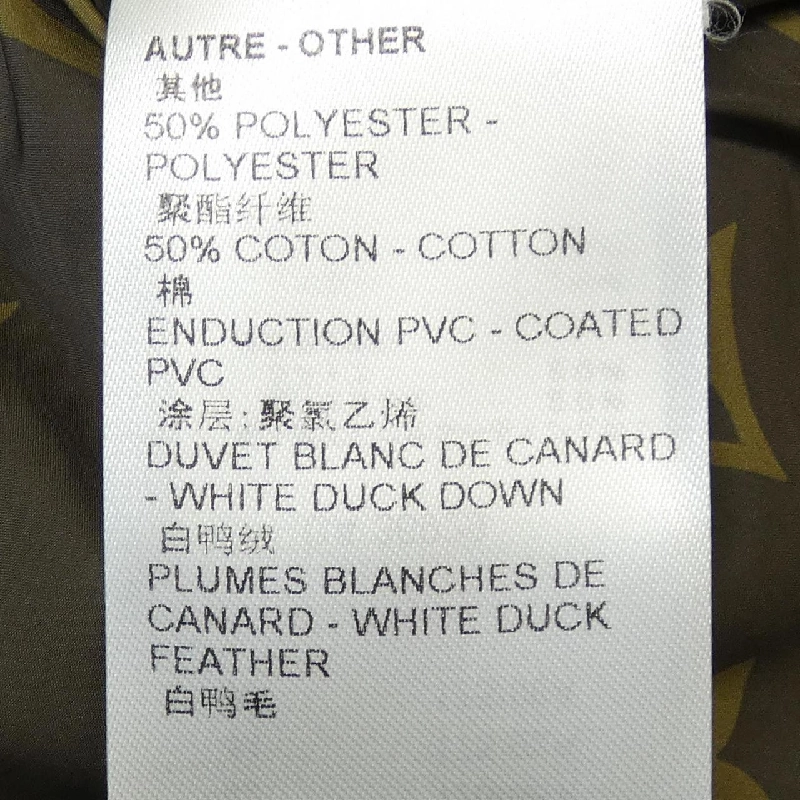 AUTRE - OTHER
其他
50% POLYESTER -
POLYESTER
聚酯纤维
50% COTON - COTTON
棉
ENDUCTION PVC - COATED
PVC
涂层:聚氯乙烯
DUVET BLANC DE CANARD
- WHITE DUCK DOWN
白鸭绒
PLUMES BLANCHES DE
CANARD - WHITE DUCK
FEATHER
白鸭毛